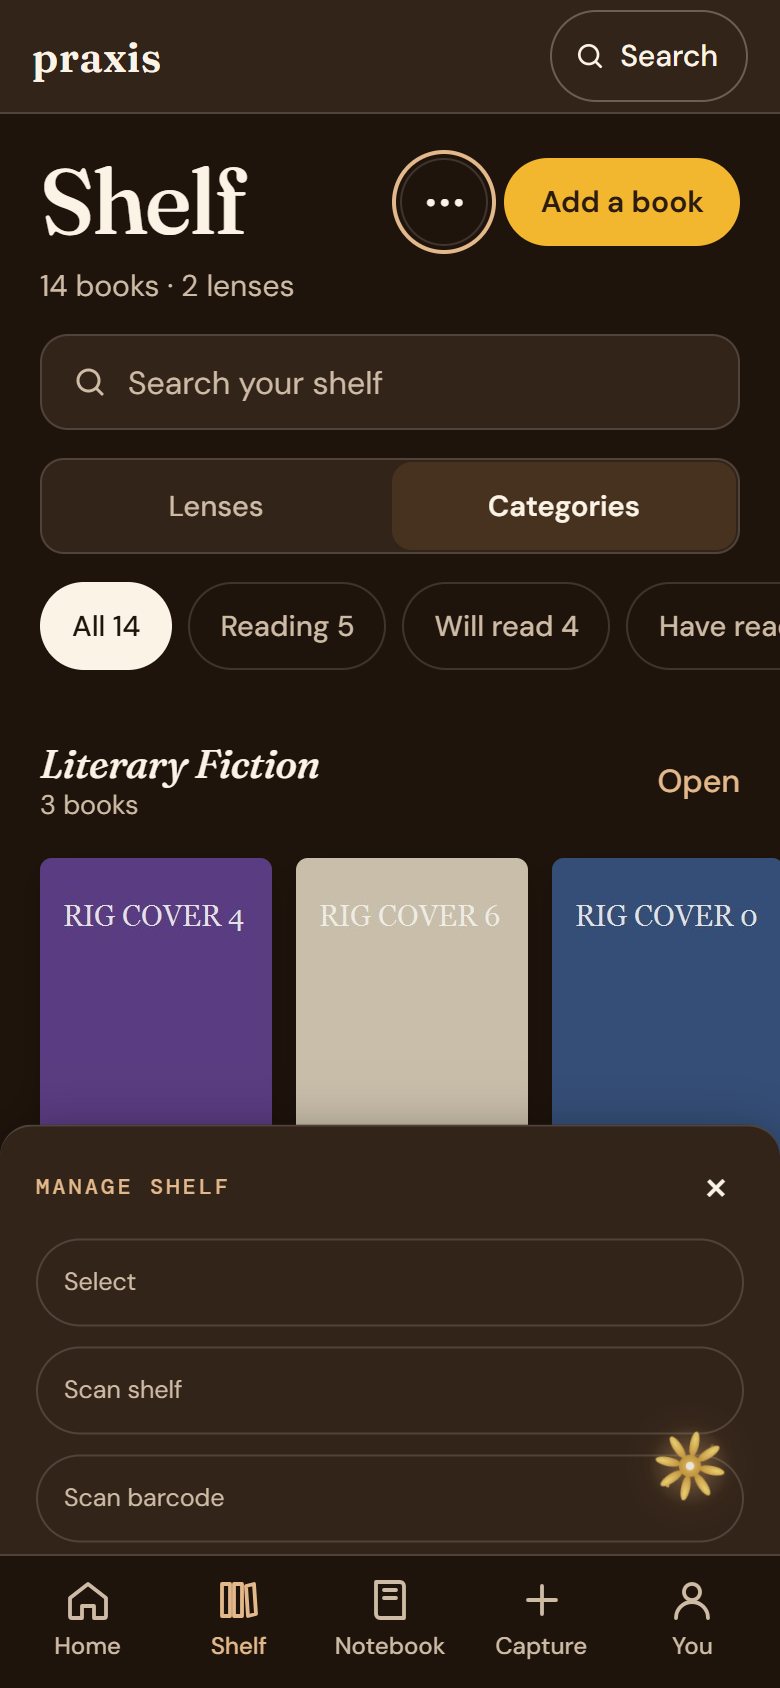 praxis
Search
Shelf
Add a book
14 books · 2 lenses
Search your shelf
Lenses
Categories
All 14
Reading 5
Will read 4
Have rea
Literary Fiction
3 books
Open
RIG COVER 4
RIG COVER 6
RIG COVER 0
MANAGE SHELF
Select
Scan shelf
Scan barcode
Home
Shelf
Notebook
Capture
You